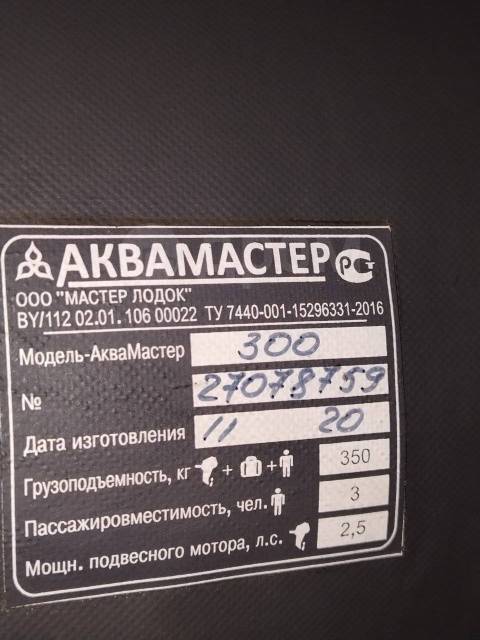 АКВАМАСТЕР РСТ
ООО "МАСТЕР ЛОДОК"
BY/112 02.01. 106 00022 ТУ 7440-001-15296331-2016
Модель-АкваМастер 300
№ 27078759
Дата изготовления 11 20
Грузоподъемность, кг + + 350
Пассажировместимость, чел. 3
Мощн. подвесного мотора, л.с. 2,5